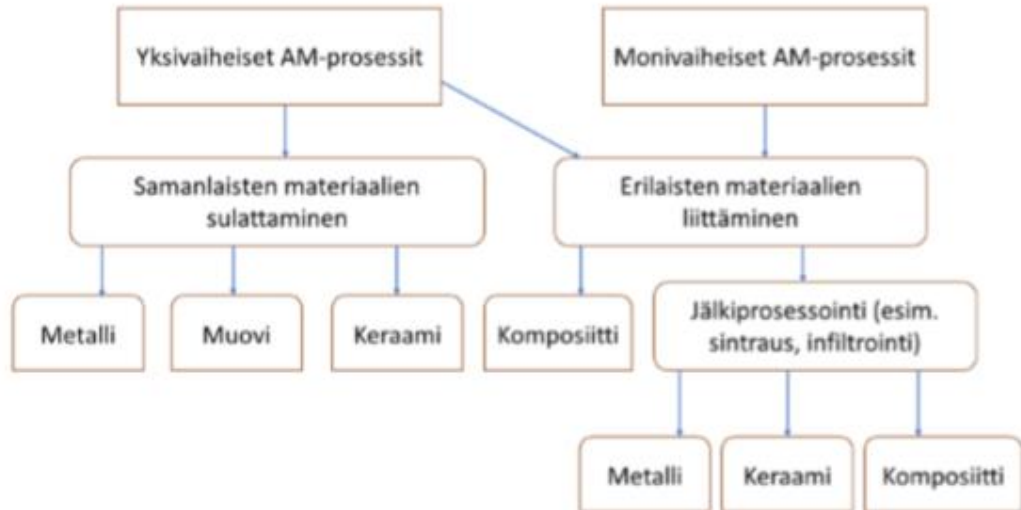 Yksivaiheiset AM-prosessit
Monivaiheiset AM-prosessit
Samanlaisten materiaalien
sulattaminen
Erilaisten materiaalien
liittäminen
Metalli
Muovi
Keraami
Komposiitti
Jälkiprosessointi (esim.
sintraus, infiltrointi)
Metalli
Keraami
Komposiitti